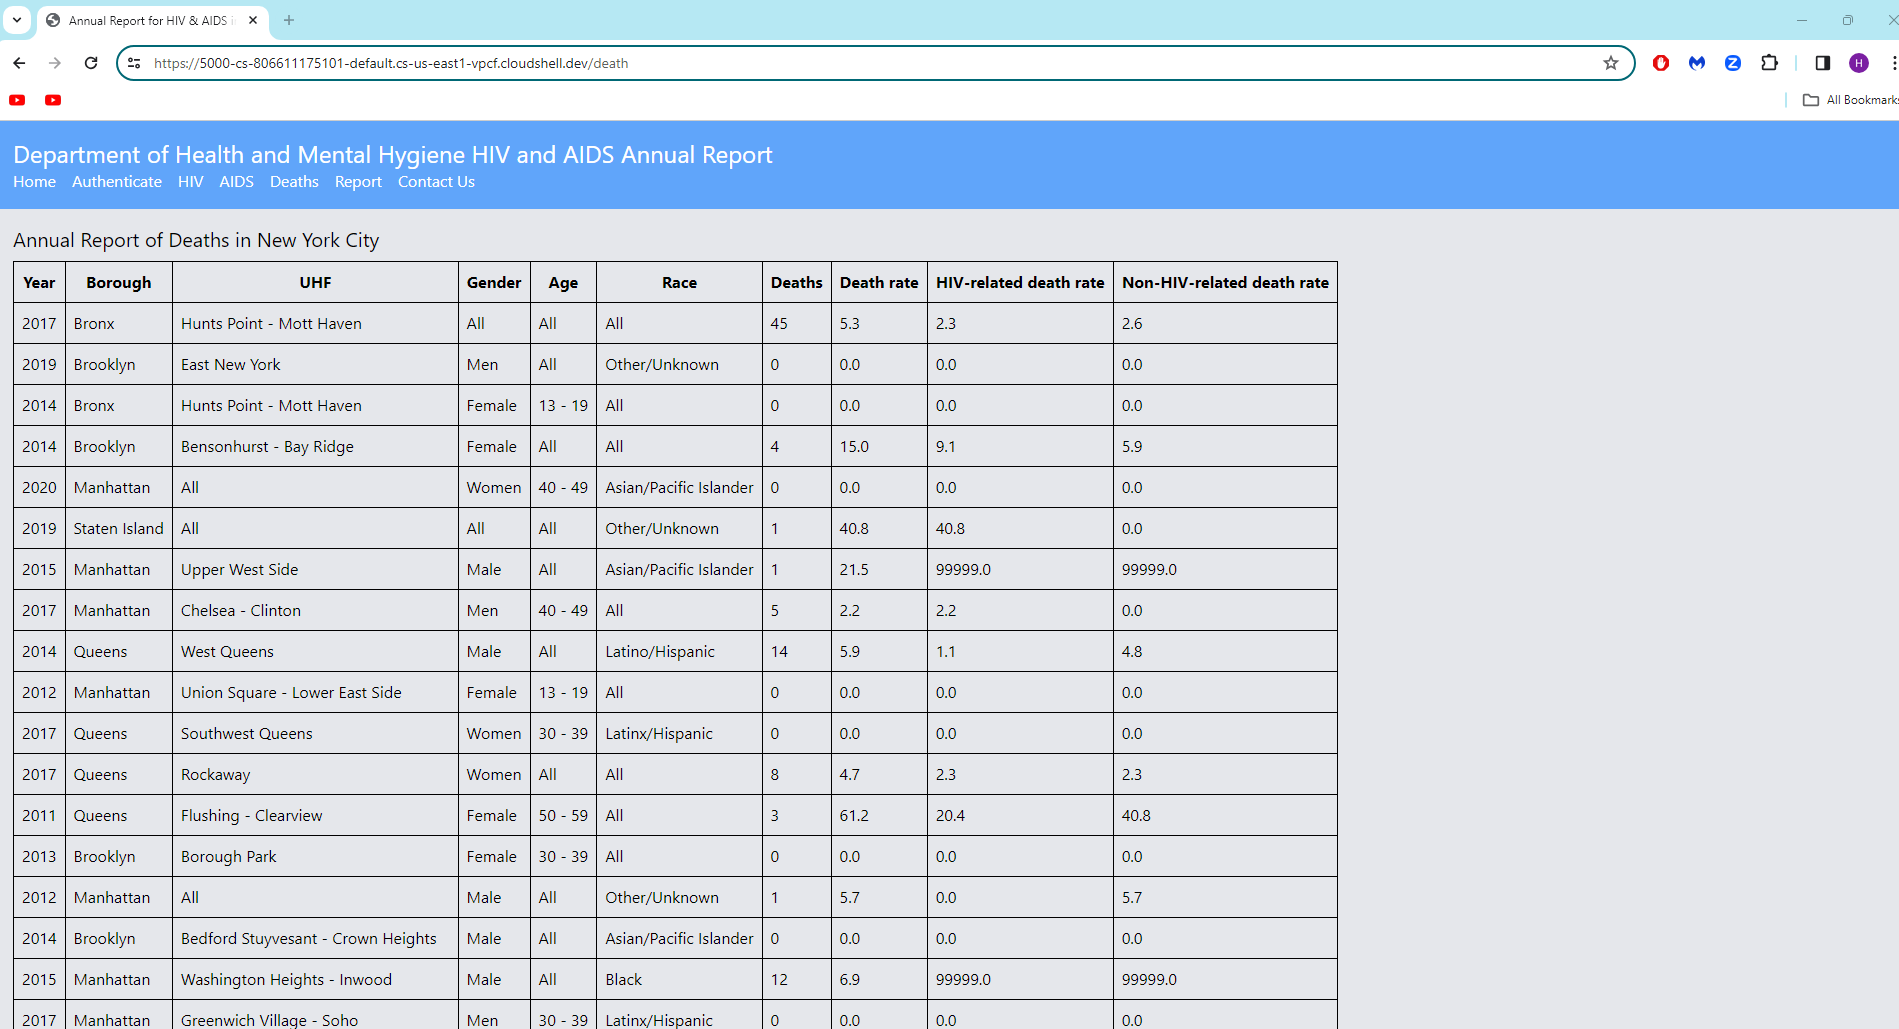 Annual Report for HIV & AIDS i
https://5000-cs-806611175101-default.cs-us-east1-vpcf.cloudshell.dev/death
H
All Bookmarks
Department of Health and Mental Hygiene HIV and AIDS Annual Report
Home Authenticate HIV AIDS Deaths Report Contact Us
Annual Report of Deaths in New York City
Year Borough UHF Gender Age Race Deaths Death rate HIV-related death rate Non-HIV-related death rate
2017 Bronx Hunts Point - Mott Haven All All All 45 5.3 2.3 2.6
2019 Brooklyn East New York Men All Other/Unknown 0 0.0 0.0 0.0
2014 Bronx Hunts Point - Mott Haven Female 13 - 19 All 0 0.0 0.0 0.0
2014 Brooklyn Bensonhurst - Bay Ridge Female All All 4 15.0 9.1 5.9
2020 Manhattan All Women 40 - 49 Asian/Pacific Islander 0 0.0 0.0 0.0
2019 Staten Island All All All Other/Unknown 1 40.8 40.8 0.0
2015 Manhattan Upper West Side Male All Asian/Pacific Islander 1 21.5 99999.0 99999.0
2017 Manhattan Chelsea - Clinton Men 40 - 49 All 5 2.2 2.2 0.0
2014 Queens West Queens Male All Latino/Hispanic 14 5.9 1.1 4.8
2012 Manhattan Union Square - Lower East Side Female 13 - 19 All 0 0.0 0.0 0.0
2017 Queens Southwest Queens Women 30 - 39 Latinx/Hispanic 0 0.0 0.0 0.0
2017 Queens Rockaway Women All All 8 4.7 2.3 2.3
2011 Queens Flushing - Clearview Female 50 - 59 All 3 61.2 20.4 40.8
2013 Brooklyn Borough Park Female 30 - 39 All 0 0.0 0.0 0.0
2012 Manhattan All Male All Other/Unknown 1 5.7 0.0 5.7
2014 Brooklyn Bedford Stuyvesant - Crown Heights Male All Asian/Pacific Islander 0 0.0 0.0 0.0
2015 Manhattan Washington Heights - Inwood Male All Black 12 6.9 99999.0 99999.0
2017 Manhattan Greenwich Village - Soho Men 30 - 39 Latinx/Hispanic 0 0.0 0.0 0.0